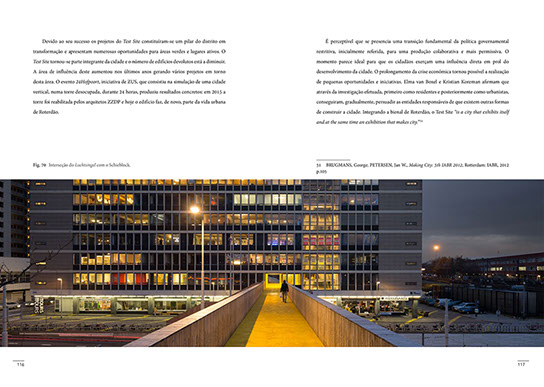 Devido ao seu sucesso os projetos do Test Site constituíram-se um pilar do distrito em
transformação e apresentam numerosas oportunidades para áreas verdes e lugares ativos. O
Test Site tornou-se parte integrante da cidade e o número de edifícios devolutos está a diminuir.
A área de influência deste aumentou nos últimos anos gerando vários projetos em torno
desta área. O evento 24hSloffoort, iniciativa de ZUS, que consistiu na simulação de uma cidade
vertical, numa torre desocupada, durante 24 horas, produziu resultados concretos: em 2015 a
torre foi reabilitada pelos arquitetos ZZDP e hoje o edifício faz, de novo, parte da vida urbana
de Roterdão.
Fig. 70 Interseção do Luchtsingel com o Schieblock.
116
É perceptível que se presencia uma transição fundamental da política governamental
restritiva, inicialmente referida, para uma produção colaborativa e mais permissiva. O
momento parece ideal para que os cidadãos exerçam uma influência direta em prol do
desenvolvimento da cidade. O prolongamento da crise económica tornou possível a realização
de pequenas oportunidades e iniciativas. Elma van Boxel e Kristian Koreman afirmam que
através da investigação efetuada, primeiro como residentes e posteriormente como urbanistas,
conseguiram, gradualmente, persuadir as entidades responsáveis de que existem outras formas
de construir a cidade. Integrando a bienal de Roterdão, o Test Site "is a city that exhibits itself
and at the same time an exhibition that makes city."
BRUGMANS, George, PETERSEN, Jan W., Making City: 5th IABR 2012, Rotterdam: IABR, 2012
p.103
117